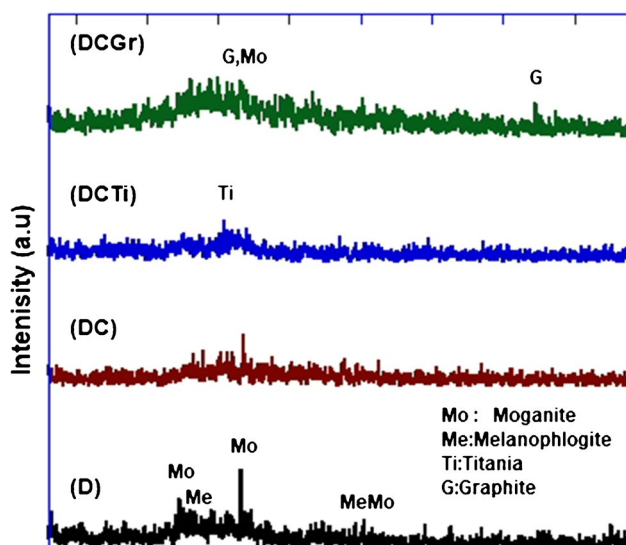 (DCGr)
G,Mo
G
(DCTi)
Ti
Intenisity (a.u)
(DC)
Mo : Moganite
Me:Melanophlogite
Ti:Titania
G:Graphite
Mo
Mo
(D)
Me
MeMo